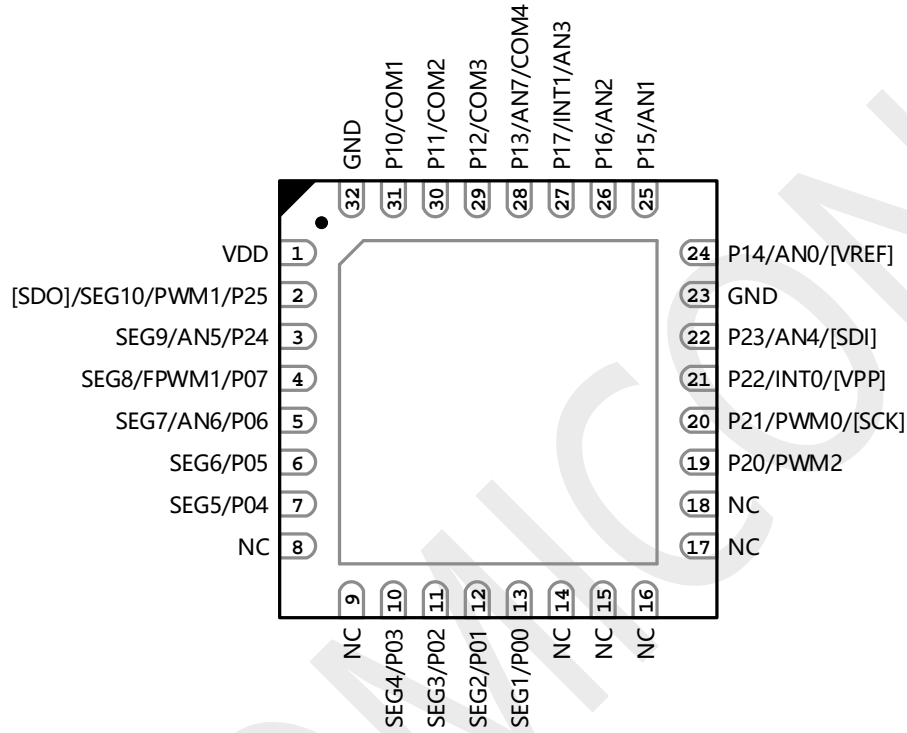 GND
P10/COM1
P11/COM2
P12/COM3
P13/AN7/COM4
P17/INT1/AN3
P16/AN2
P15/AN1
32
31
30
29
28
27
26
25
VDD 1
[SDO]/SEG10/PWM1/P25 2
SEG9/AN5/P24 3
SEG8/FPWM1/P07 4
SEG7/AN6/P06 5
SEG6/P05 6
SEG5/P04 7
NC 8
24 P14/AN0/[VREF]
23 GND
22 P23/AN4/[SDI]
21 P22/INT0/[VPP]
20 P21/PWM0/[SCK]
19 P20/PWM2
18 NC
17 NC
9
10
11
12
13
14
15
16
NC
SEG4/P03
SEG3/P02
SEG2/P01
SEG1/P00
NC
NC
NC